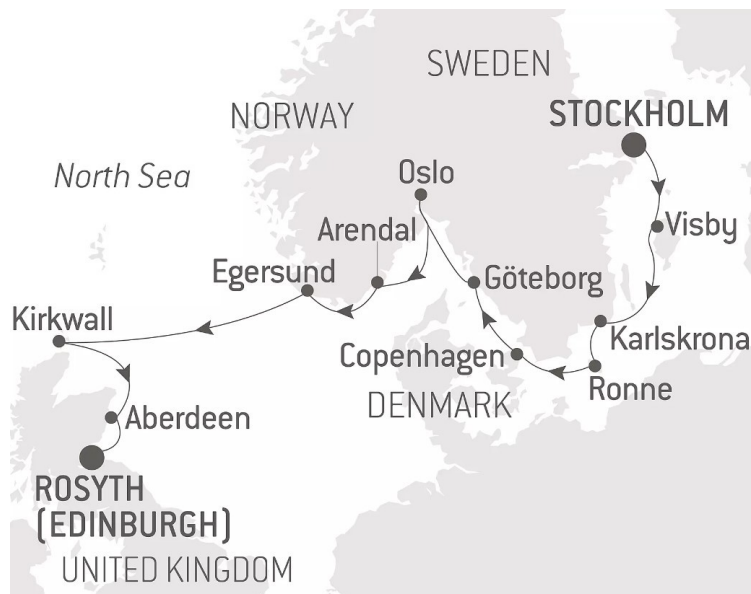 SWEDEN
STOCKHOLM
NORWAY
North Sea
Oslo
Arendal
Visby
Egersund
Göteborg
Kirkwall
Karlskrona
Copenhagen
Ronne
DENMARK
Aberdeen
ROSYTH
(EDINBURGH)
UNITED KINGDOM